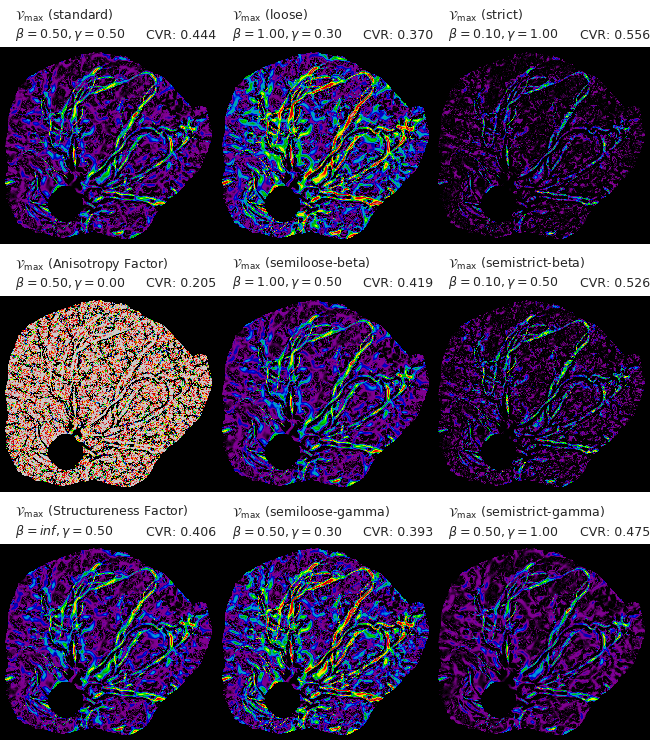 𝒱max (standard)
β = 0.50, γ = 0.50 CVR: 0.444
𝒱max (loose)
β = 1.00, γ = 0.30 CVR: 0.370
𝒱max (strict)
β = 0.10, γ = 1.00 CVR: 0.556
𝒱max (Anisotropy Factor)
β = 0.50, γ = 0.00 CVR: 0.205
𝒱max (semiloose-beta)
β = 1.00, γ = 0.50 CVR: 0.419
𝒱max (semistrict-beta)
β = 0.10, γ = 0.50 CVR: 0.526
𝒱max (Structureness Factor)
β = inf, γ = 0.50 CVR: 0.406
𝒱max (semiloose-gamma)
β = 0.50, γ = 0.30 CVR: 0.393
𝒱max (semistrict-gamma)
β = 0.50, γ = 1.00 CVR: 0.475